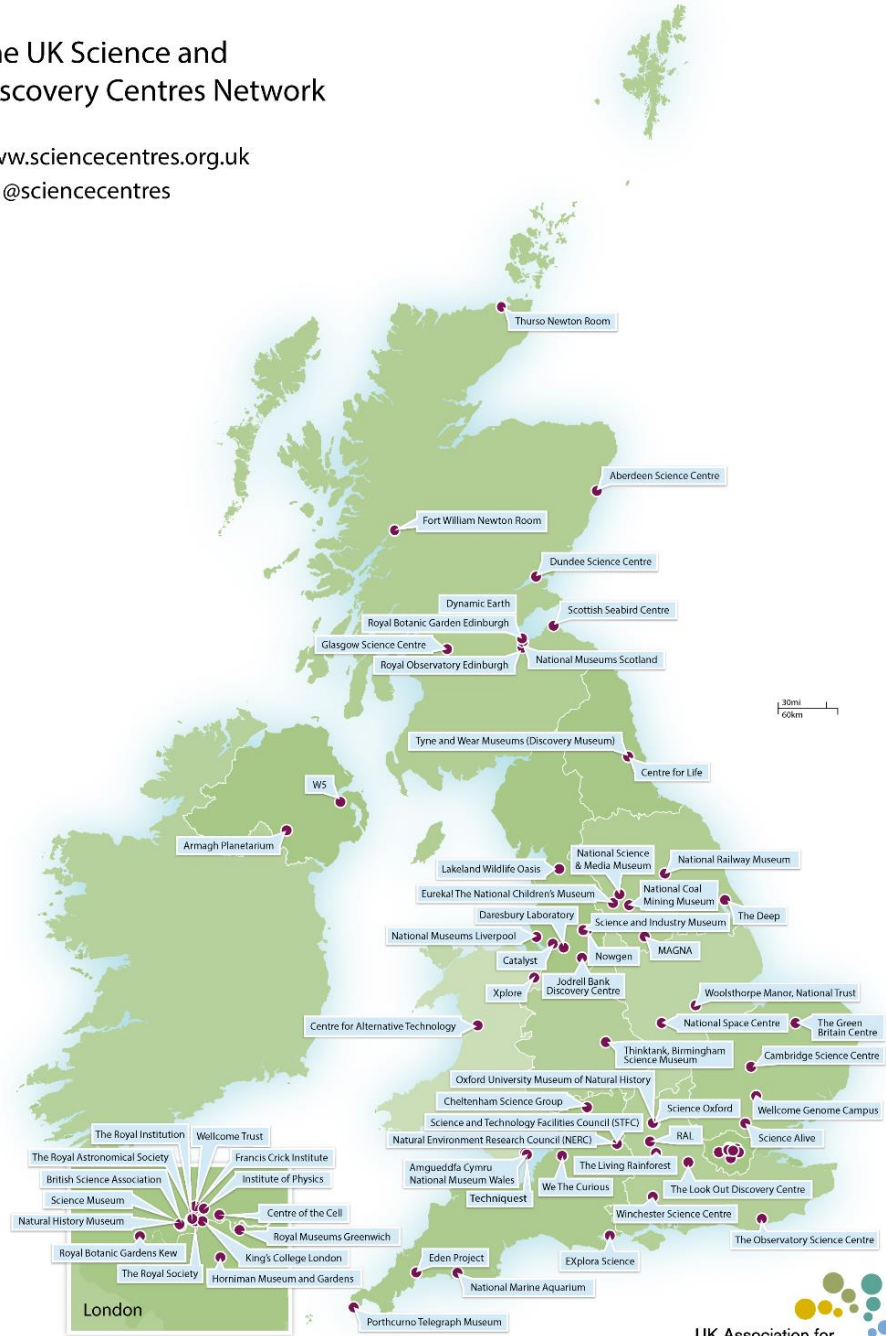 he UK Science and
iscovery Centres Network
ww.sciencecentres.org.uk
@sciencecentres
Thurso Newton Room
Aberdeen Science Centre
Fort William Newton Room
Dundee Science Centre
Dynamic Earth
Scottish Seabird Centre
Royal Botanic Garden Edinburgh
Glasgow Science Centre
National Museums Scotland
Royal Observatory Edinburgh
30mi
60km
Tyne and Wear Museums (Discovery Museum)
Centre for Life
W5
Armagh Planetarium
National Science
& Media Museum
National Railway Museum
Lakeland Wildlife Oasis
Eureka! The National Children's Museum
National Coal
Mining Museum
The Deep
Daresbury Laboratory
Science and Industry Museum
National Museums Liverpool
MAGNA
Nowgen
Catalyst
Jodrell Bank
Discovery Centre
Xplore
Woolsthorpe Manor, National Trust
Centre for Alternative Technology
National Space Centre
The Green
Britain Centre
Thinktank, Birmingham
Science Museum
Cambridge Science Centre
Oxford University Museum of Natural History
Cheltenham Science Group
Science Oxford
Wellcome Genome Campus
Science and Technology Facilities Council (STFC)
RAL
Science Alive
Natural Environment Research Council (NERC)
The Living Rainforest
Amgueddfa Cymru
National Museum Wales
We The Curious
The Look Out Discovery Centre
Techniquest
Winchester Science Centre
The Observatory Science Centre
EXplora Science
Eden Project
National Marine Aquarium
Porthcurno Telegraph Museum
The Royal Institution
Wellcome Trust
The Royal Astronomical Society
Francis Crick Institute
British Science Association
Institute of Physics
Science Museum
Centre of the Cell
Natural History Museum
Royal Museums Greenwich
Royal Botanic Gardens Kew
King's College London
The Royal Society
Horniman Museum and Gardens
London
UK Association for